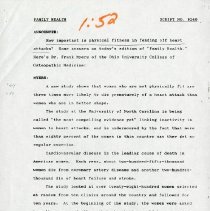 FAMILY HEALTH
SCRIPT NO. 
1:52
ANNOUNCER:
How important is physical fitness in fending off heart
attacks? Some answers on today's edition of "Family Health."
Here's Dr. Frank Myers of the Ohio University College of
Osteopathic Medicine:
MYERS:
A new study shows that women who are not physically fit are
three times more likely to die prematurely of a heart attack than
women who are in better shape.
The study at the University of North Carolina is being
called "the most compelling evidence yet" linking inactivity in
women to heart attacks, and is underscored by the fact that more
than eighty percent of the women in this country now they get no
regular exercise.
Cardiovascular disease is the leading cause of death in
American women. Each year, about two-hundred-fifty-thousand
women die from coronary artery disease and another two-hundred-
thousand die of heart failure and stroke.
The study looked at over twenty-eight-hundred women selected
at random from ten clinics around the country and followed for
ten years. At the beginning of the study, the women were asked